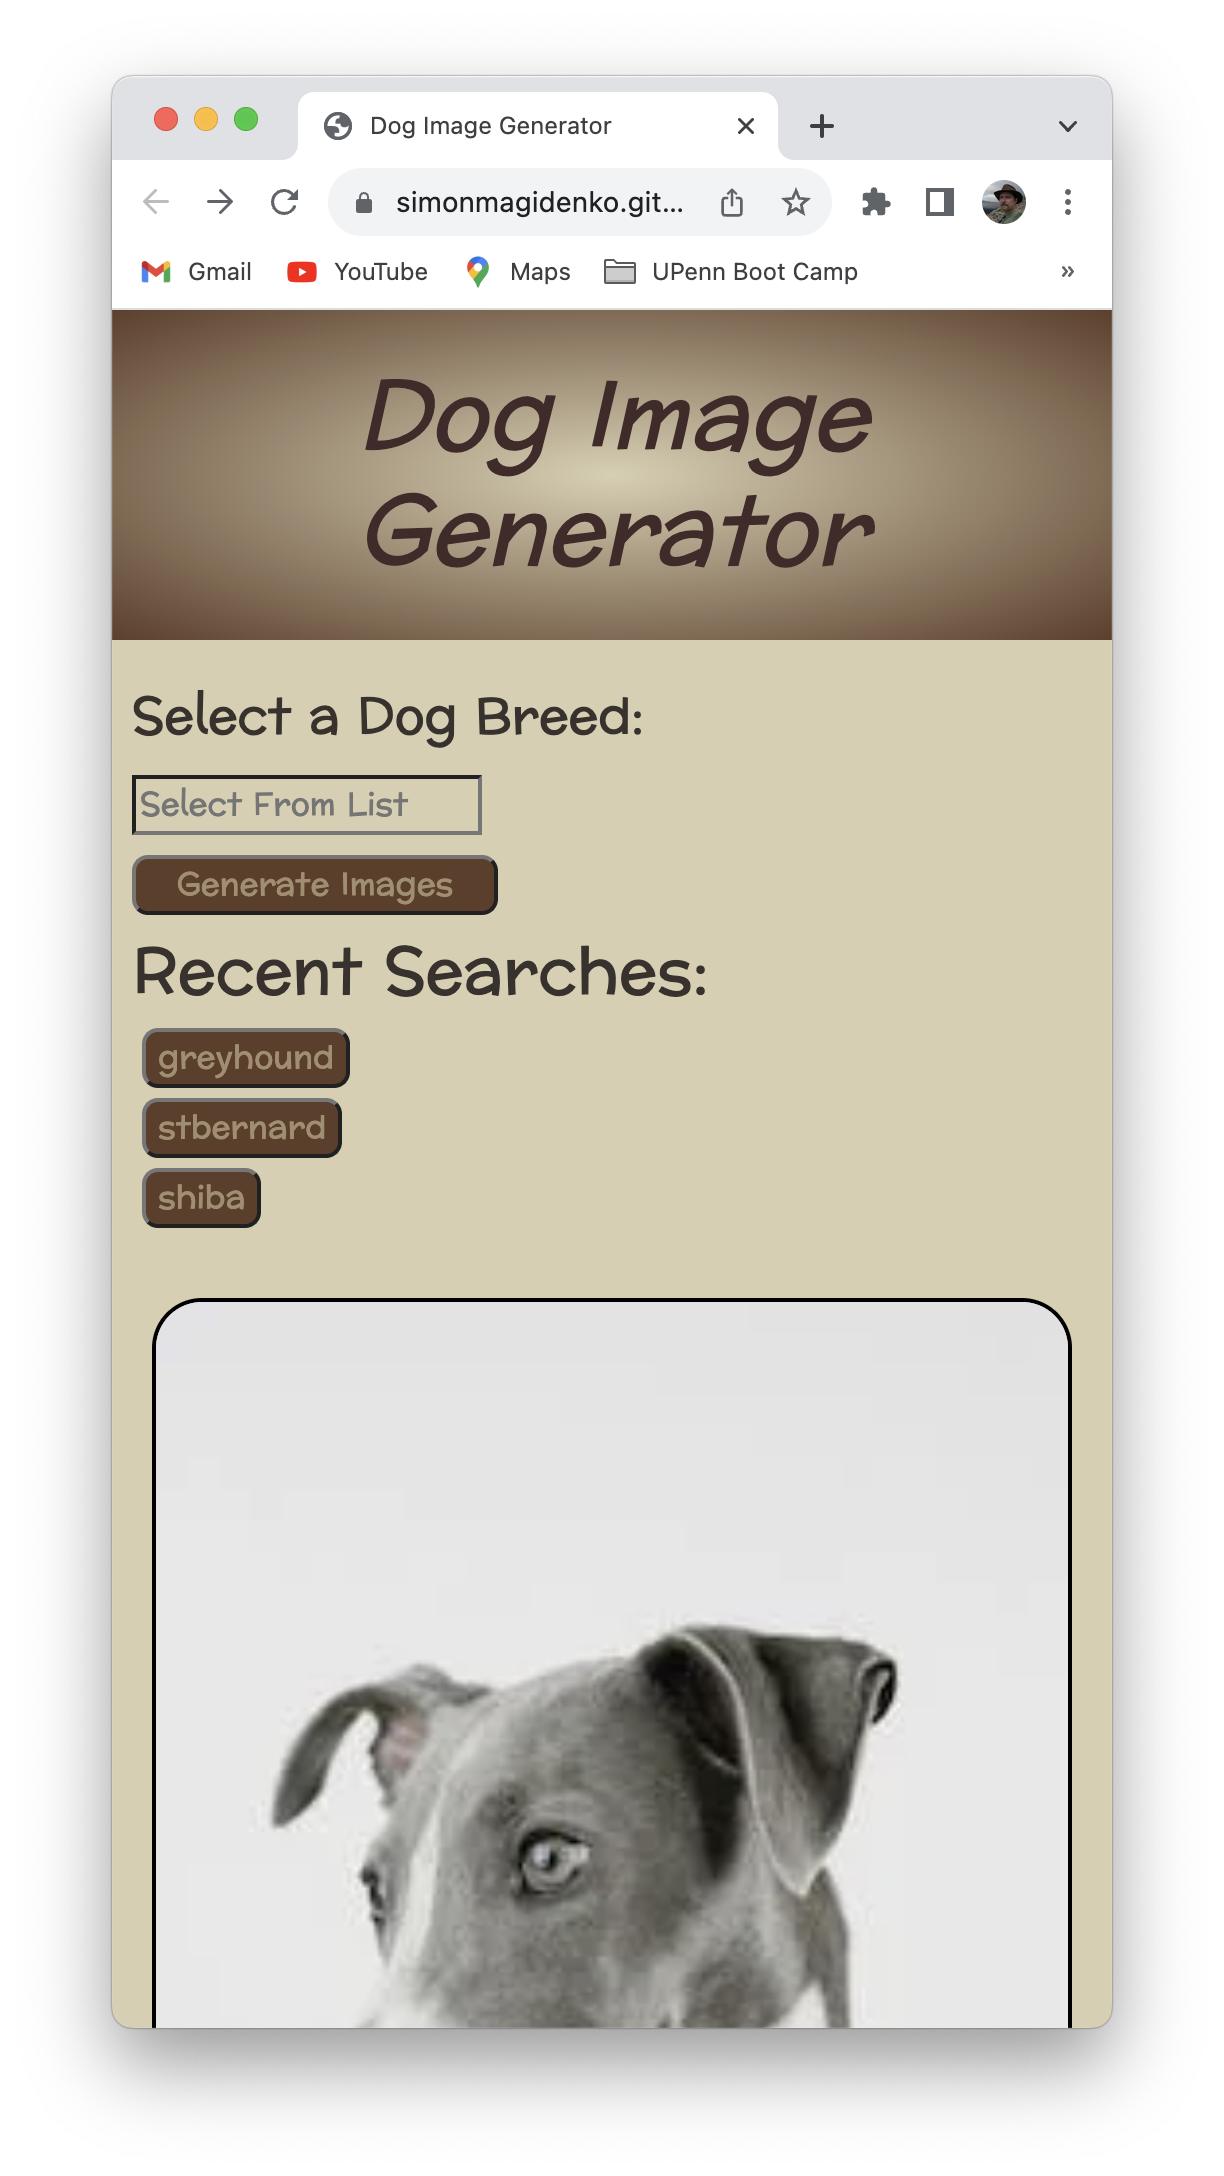 Dog Image Generator
simonmagidenko.git...
Gmail YouTube Maps UPenn Boot Camp »
Dog Image
Generator
Select a Dog Breed:
Select From List
Generate Images
Recent Searches:
greyhound
stbernard
shiba